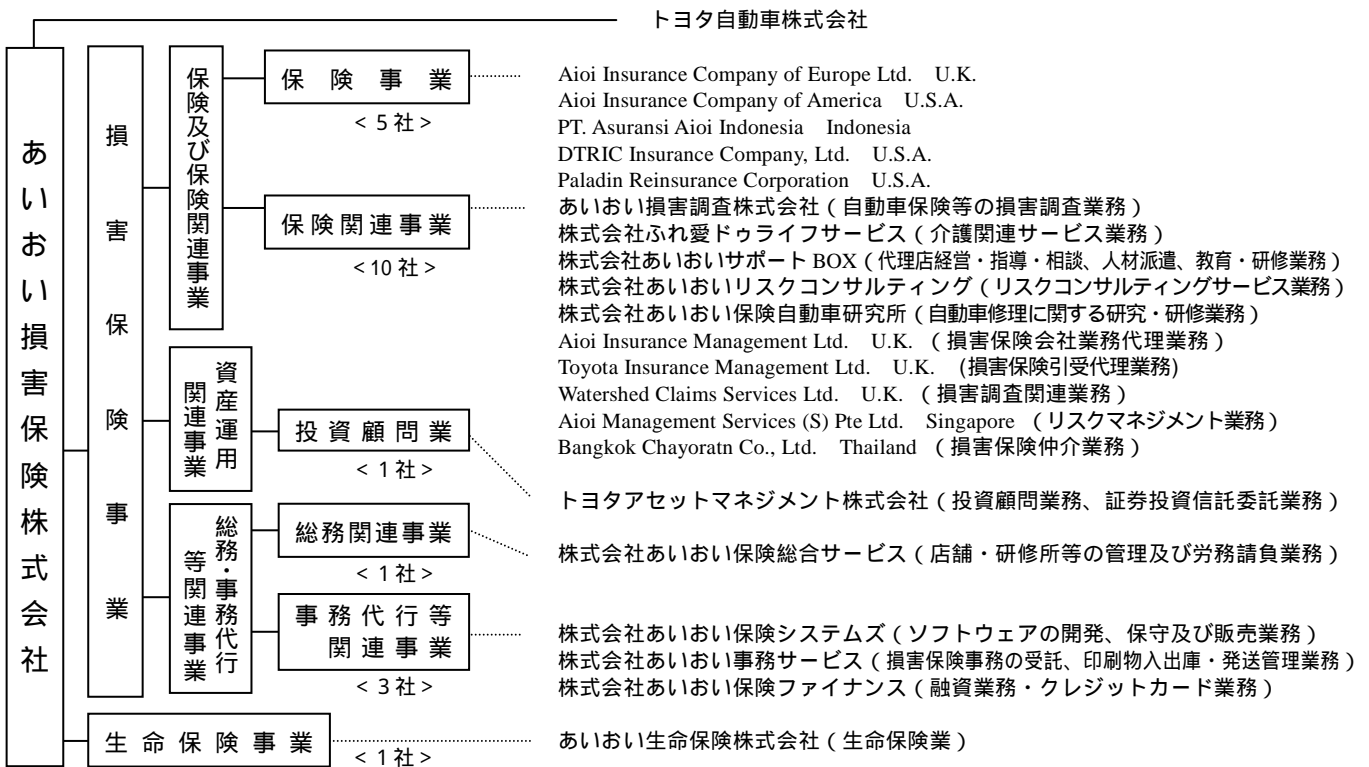 トヨタ自動車株式会社
あいおい損害保険株式会社
損害保険事業
保険及び保険関連事業
保険事業
< 5 社 >
Aioi Insurance Company of Europe Ltd. U.K.
Aioi Insurance Company of America U.S.A.
PT. Asuransi Aioi Indonesia Indonesia
DTRIC Insurance Company, Ltd. U.S.A.
Paladin Reinsurance Corporation U.S.A.
保険関連事業
<10 社 >
あいおい損害調査株式会社（自動車保険等の損害調査業務）
株式会社ふれ愛ドゥライフサービス（介護関連サービス業務）
株式会社あいおいサポート BOX（代理店経営・指導・相談、人材派遣、教育・研修業務）
株式会社あいおいリスクコンサルティング（リスクコンサルティングサービス業務）
株式会社あいおい保険自動車研究所（自動車修理に関する研究・研修業務）
Aioi Insurance Management Ltd. U.K. （損害保険会社業務代理業務）
Toyota Insurance Management Ltd. U.K. (損害保険引受代理業務)
Watershed Claims Services Ltd. U.K. （損害調査関連業務）
Aioi Management Services (S) Pte Ltd. Singapore （リスクマネジメント業務）
Bangkok Chayoratn Co., Ltd. Thailand （損害保険仲介業務）
資産運用
関連事業
投資顧問業
< 1 社 >
トヨタアセットマネジメント株式会社（投資顧問業務、証券投資信託委託業務）
総務・事務代行
等関連事業
総務関連事業
< 1 社 >
株式会社あいおい保険総合サービス（店舗・研修所等の管理及び労務請負業務）
事務代行等
関連事業
< 3 社 >
株式会社あいおい保険システムズ（ソフトウェアの開発、保守及び販売業務）
株式会社あいおい事務サービス（損害保険事務の受託、印刷物入出庫・発送管理業務）
株式会社あいおい保険ファイナンス（融資業務・クレジットカード業務）
生命保険事業
< 1 社 >
あいおい生命保険株式会社（生命保険業）